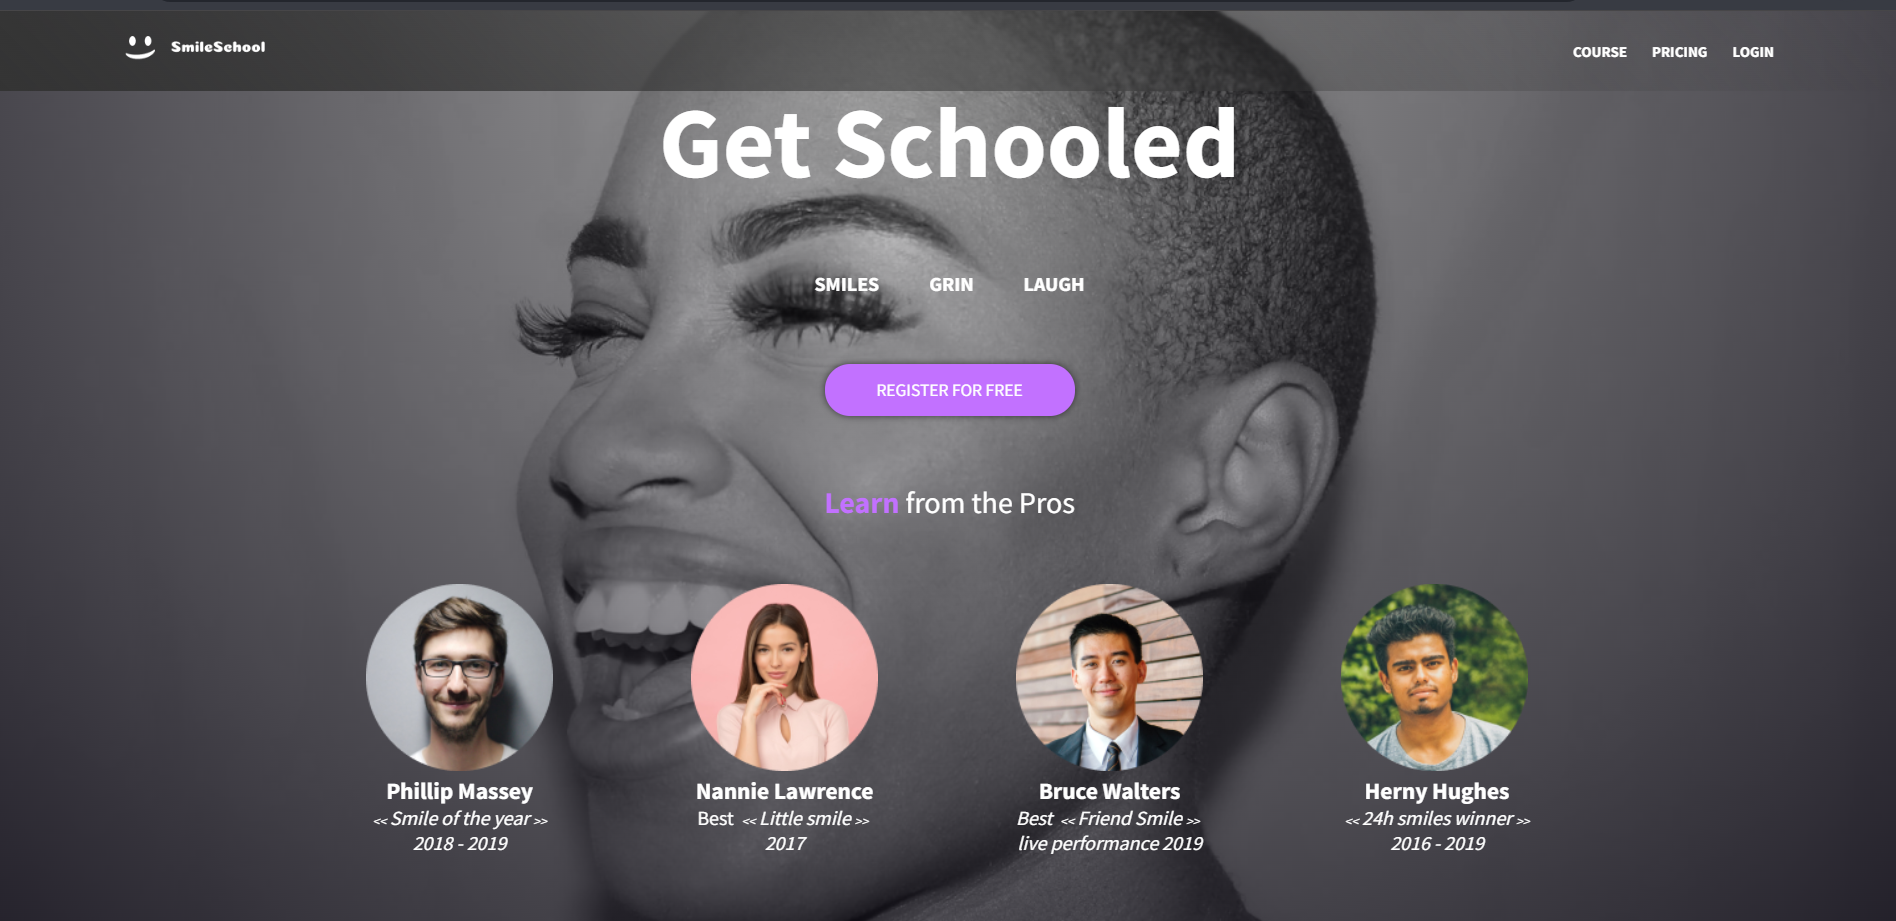 SmileSchool
COURSE PRICING LOGIN
Get Schooled
SMILES GRIN LAUGH
REGISTER FOR FREE
Learn from the Pros
Phillip Massey
<< Smile of the year >>
2018 - 2019
Nannie Lawrence
Best << Little smile >>
2017
Bruce Walters
Best << Friend Smile >>
live performance 2019
Herny Hughes
<< 24h smiles winner >>
2016 - 2019